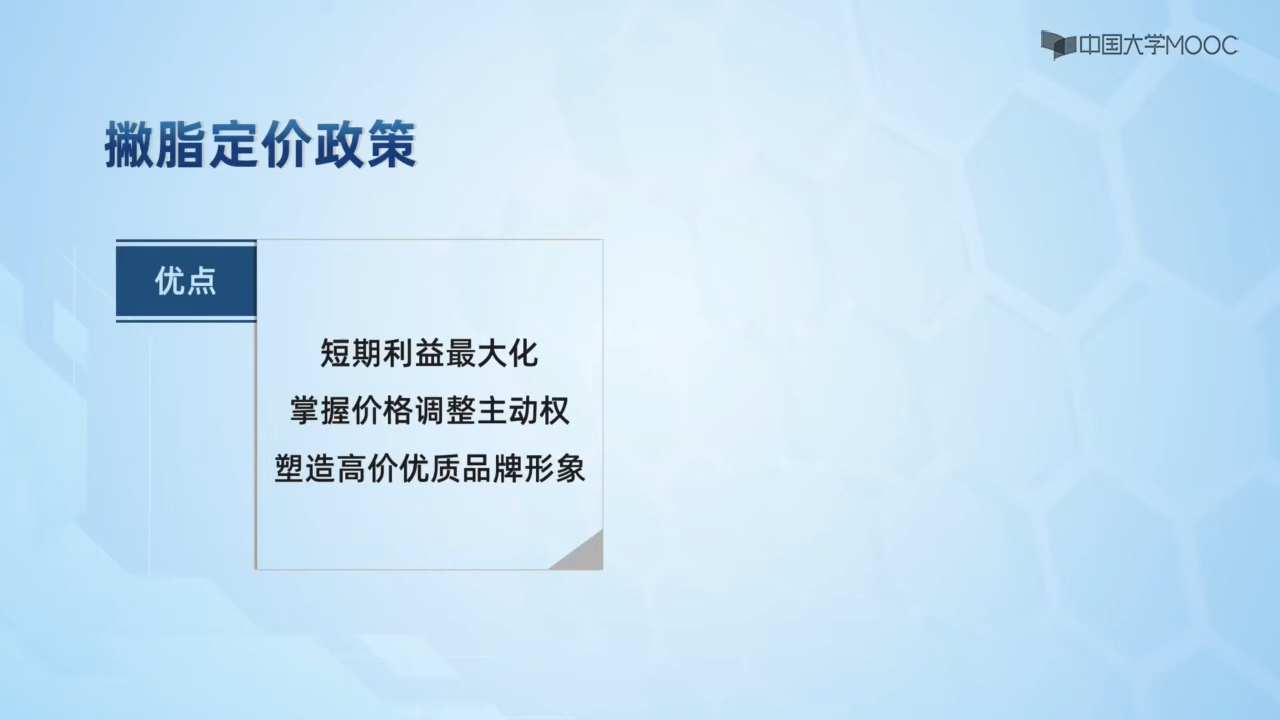 中国大学MOOC
撇脂定价政策
优点
短期利益最大化
掌握价格调整主动权
塑造高价优质品牌形象